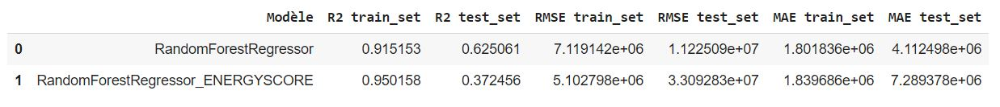 Modèle R2 train_set R2 test_set RMSE train_set RMSE test_set MAE train_set MAE test_set
0 RandomForestRegressor 0.915153 0.625061 7.119142e+06 1.122509e+07 1.801836e+06 4.112498e+06
1 RandomForestRegressor_ENERGYSCORE 0.950158 0.372456 5.102798e+06 3.309283e+07 1.839686e+06 7.289378e+06